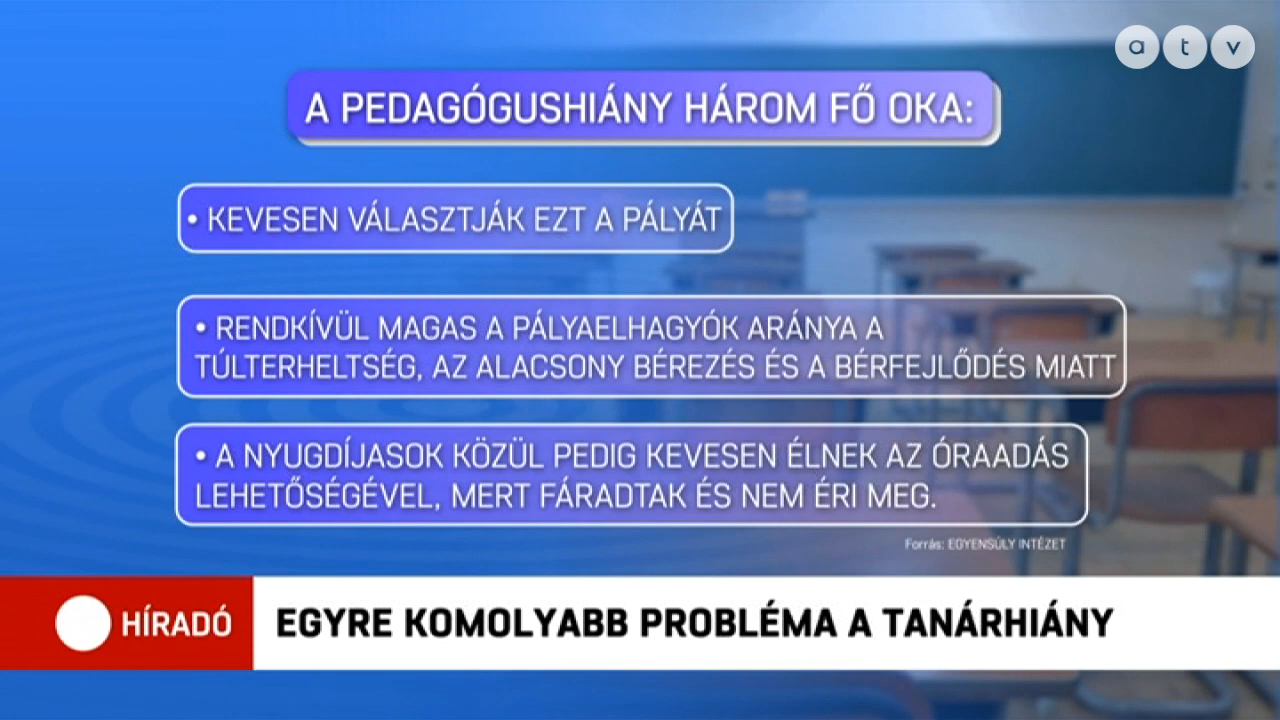 atv
A PEDAGÓGUSHIÁNY HÁROM FŐ OKA:
• KEVESEN VÁLASZTJÁK EZT A PÁLYÁT
• RENDKÍVÜL MAGAS A PÁLYAELHAGYÓK ARÁNYA A
TÚLTERHELTSÉG, AZ ALACSONY BÉREZÉS ÉS A BÉRFEJLŐDÉS MIATT
• A NYUGDÍJASOK KÖZÜL PEDIG KEVESEN ÉLNEK AZ ÓRAADÁS
LEHETŐSÉGÉVEL, MERT FÁRADTAK ÉS NEM ÉRI MEG.
Forrás: EGYENSÚLY INTÉZET
HÍRADÓ
EGYRE KOMOLYABB PROBLÉMA A TANÁRHIÁNY